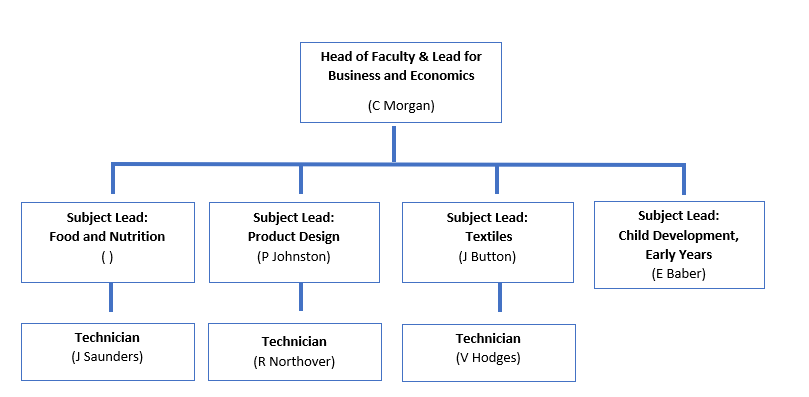 Head of Faculty & Lead for
Business and Economics
(C Morgan)
Subject Lead:
Food and Nutrition
( )
Subject Lead:
Product Design
(P Johnston)
Subject Lead:
Textiles
(J Button)
Subject Lead:
Child Development,
Early Years
(E Baber)
Technician
(J Saunders)
Technician
(R Northover)
Technician
(V Hodges)